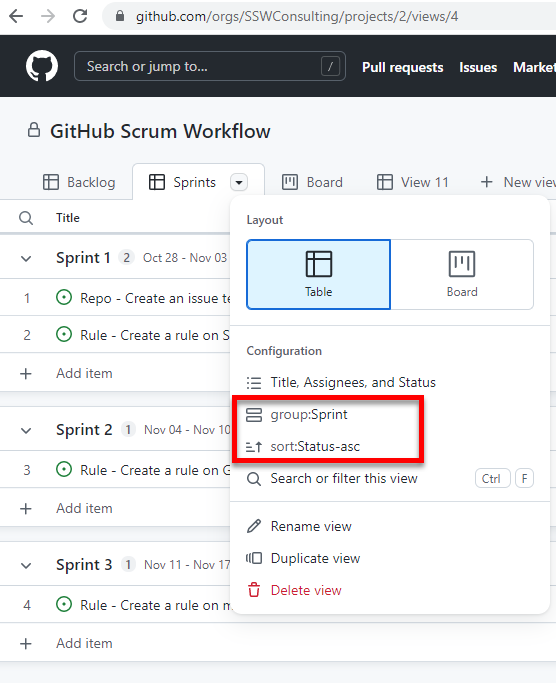 github.com/orgs/SSWConsulting/projects/2/views/4
Search or jump to... / Pull requests Issues Market
GitHub Scrum Workflow
Backlog Sprints Board View 11 + New view
Title
Sprint 1 2 Oct 28 - Nov 03
1 Repo - Create an issue te
2 Rule - Create a rule on S
+ Add item
Sprint 2 1 Nov 04 - Nov 10
3 Rule - Create a rule on G
+ Add item
Sprint 3 1 Nov 11 - Nov 17
4 Rule - Create a rule on m
+ Add item
Layout
Table Board
Configuration
Title, Assignees, and Status
group:Sprint
sort:Status-asc
Search or filter this view Ctrl F
Rename view
Duplicate view
Delete view